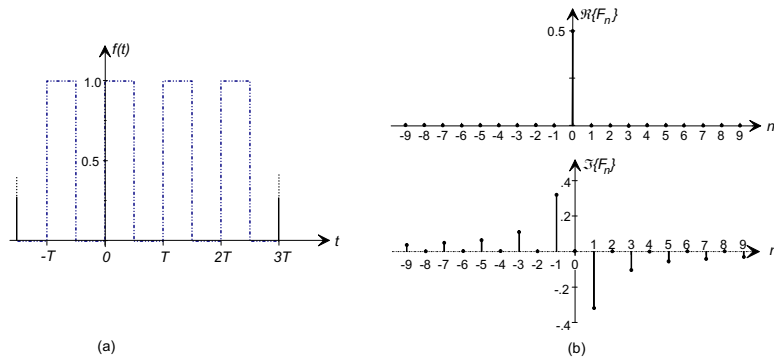 f(t)
1.0
0.5
-T 0 T 2T 3T t
(a)
ℜ{Fn}
0.5
-9 -8 -7 -6 -5 -4 -3 -2 -1 0 1 2 3 4 5 6 7 8 9 n
ℑ{Fn}
.4
.2
1 2 3 4 5 6 7 8 9
-9 -8 -7 -6 -5 -4 -3 -2 -1 0 n
-.2
-.4
(b)